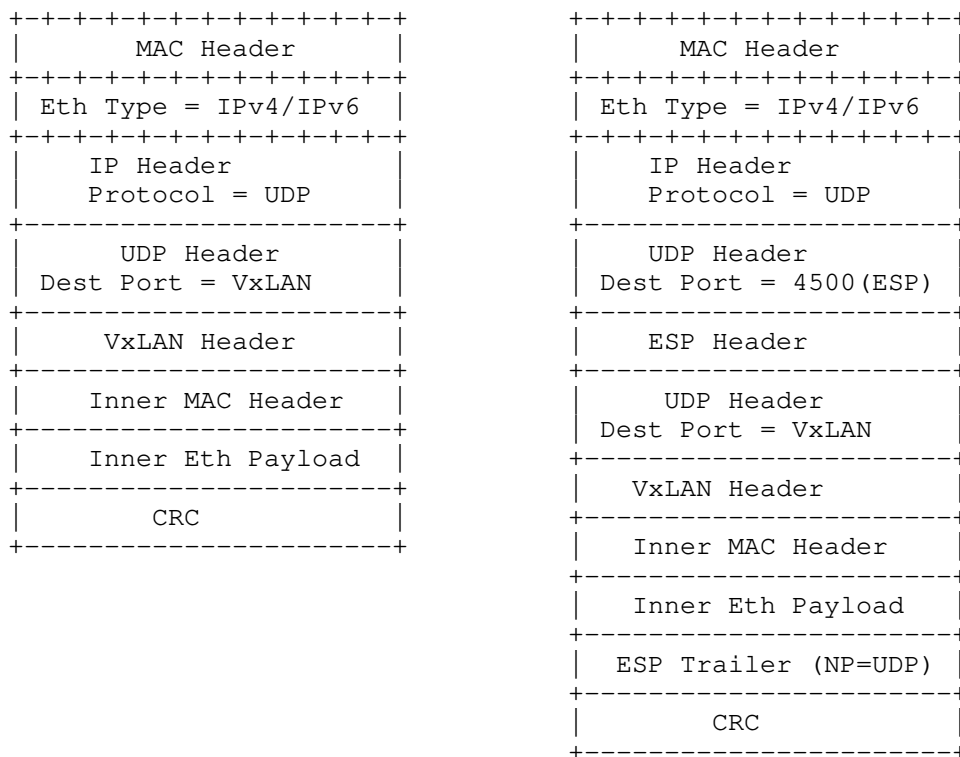 MAC Header
Eth Type = IPv4/IPv6
IP Header
Protocol = UDP
UDP Header
Dest Port = VxLAN
VxLAN Header
Inner MAC Header
Inner Eth Payload
CRC
MAC Header
Eth Type = IPv4/IPv6
IP Header
Protocol = UDP
UDP Header
Dest Port = 4500(ESP)
ESP Header
UDP Header
Dest Port = VxLAN
VxLAN Header
Inner MAC Header
Inner Eth Payload
ESP Trailer (NP=UDP)
CRC